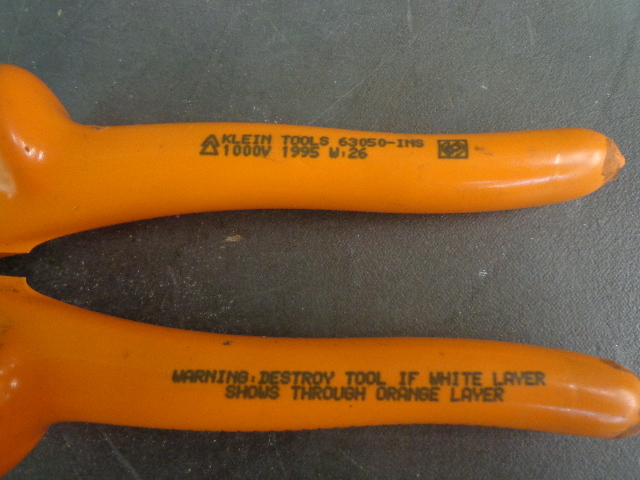 KLEIN TOOLS 63050-INS
1000V 1995 W:26
WARNING:DESTROY TOOL IF WHITE LAYER
SHOWS THROUGH ORANGE LAYER